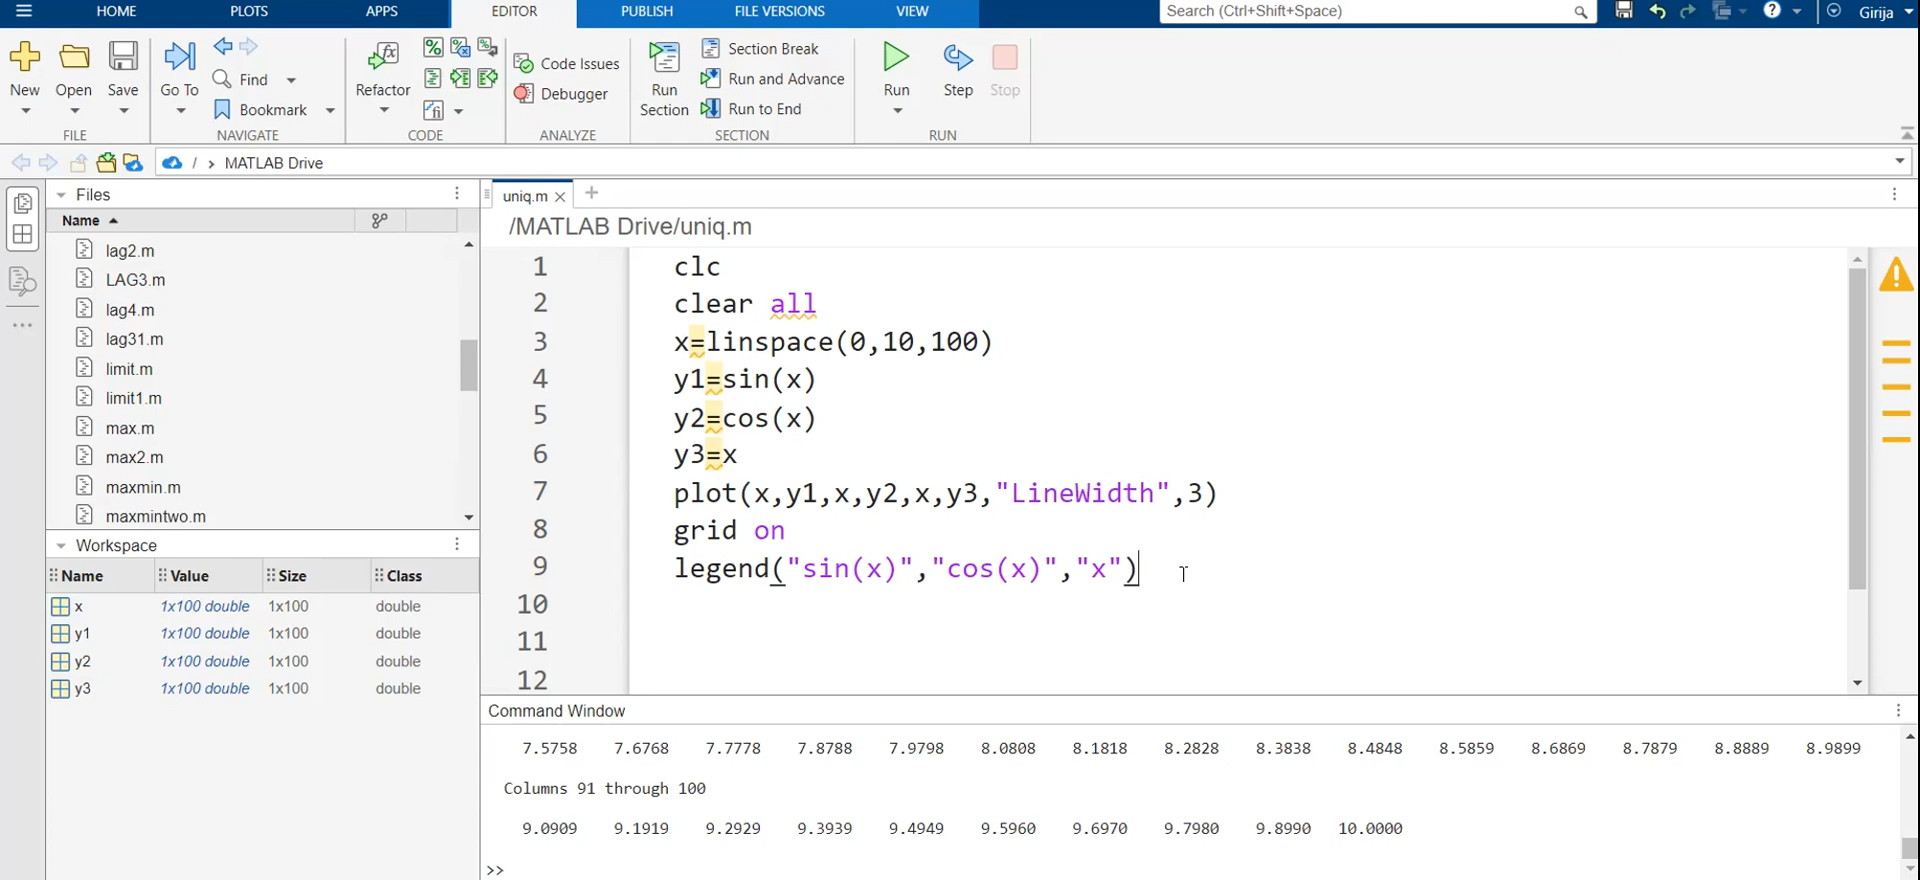 HOME PLOTS APPS EDITOR PUBLISH FILE VERSIONS VIEW Search (Ctrl+Shift+Space) Girija
New Open Save Go To Find Bookmark Refactor Code Issues Debugger Run Section Section Break Run and Advance Run to End Run Step Stop
FILE NAVIGATE CODE ANALYZE SECTION RUN
/ › MATLAB Drive
Files
Name
lag2.m
LAG3.m
lag4.m
lag31.m
limit.m
limit1.m
max.m
max2.m
maxmin.m
maxmintwo.m
Workspace
Name Value Size Class
x 1x100 double 1x100 double
y1 1x100 double 1x100 double
y2 1x100 double 1x100 double
y3 1x100 double 1x100 double
uniq.m
/MATLAB Drive/uniq.m
1 clc
2 clear all
3 x=linspace(0,10,100)
4 y1=sin(x)
5 y2=cos(x)
6 y3=x
7 plot(x,y1,x,y2,x,y3,"LineWidth",3)
8 grid on
9 legend("sin(x)","cos(x)","x")
10
11
12
Command Window
7.5758 7.6768 7.7778 7.8788 7.9798 8.0808 8.1818 8.2828 8.3838 8.4848 8.5859 8.6869 8.7879 8.8889 8.9899
Columns 91 through 100
9.0909 9.1919 9.2929 9.3939 9.4949 9.5960 9.6970 9.7980 9.8990 10.0000
>>